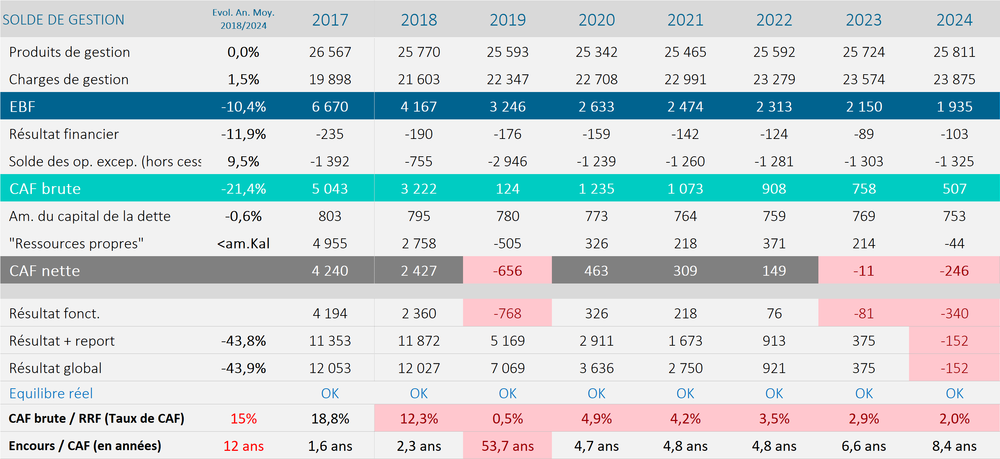 SOLDE DE GESTION Evol. An. Moy. 2018/2024 2017 2018 2019 2020 2021 2022 2023 2024
Produits de gestion 0,0% 26 567 25 770 25 593 25 342 25 465 25 592 25 724 25 811
Charges de gestion 1,5% 19 898 21 603 22 347 22 708 22 991 23 279 23 574 23 875
EBF -10,4% 6 670 4 167 3 246 2 633 2 474 2 313 2 150 1 935
Résultat financier -11,9% -235 -190 -176 -159 -142 -124 -89 -103
Solde des op. excep. (hors cess 9,5% -1 392 -755 -2 946 -1 239 -1 260 -1 281 -1 303 -1 325
CAF brute -21,4% 5 043 3 222 124 1 235 1 073 908 758 507
Am. du capital de la dette -0,6% 803 795 780 773 764 759 769 753
"Ressources propres" <am.Kal 4 955 2 758 -505 326 218 371 214 -44
CAF nette 4 240 2 427 -656 463 309 149 -11 -246
Résultat fonct. 4 194 2 360 -768 326 218 76 -81 -340
Résultat + report -43,8% 11 353 11 872 5 169 2 911 1 673 913 375 -152
Résultat global -43,9% 12 053 12 027 7 069 3 636 2 750 921 375 -152
Equilibre réel OK OK OK OK OK OK OK OK
CAF brute / RRF (Taux de CAF) 15% 18,8% 12,3% 0,5% 4,9% 4,2% 3,5% 2,9% 2,0%
Encours / CAF (en années) 12 ans 1,6 ans 2,3 ans 53,7 ans 4,7 ans 4,8 ans 4,8 ans 6,6 ans 8,4 ans